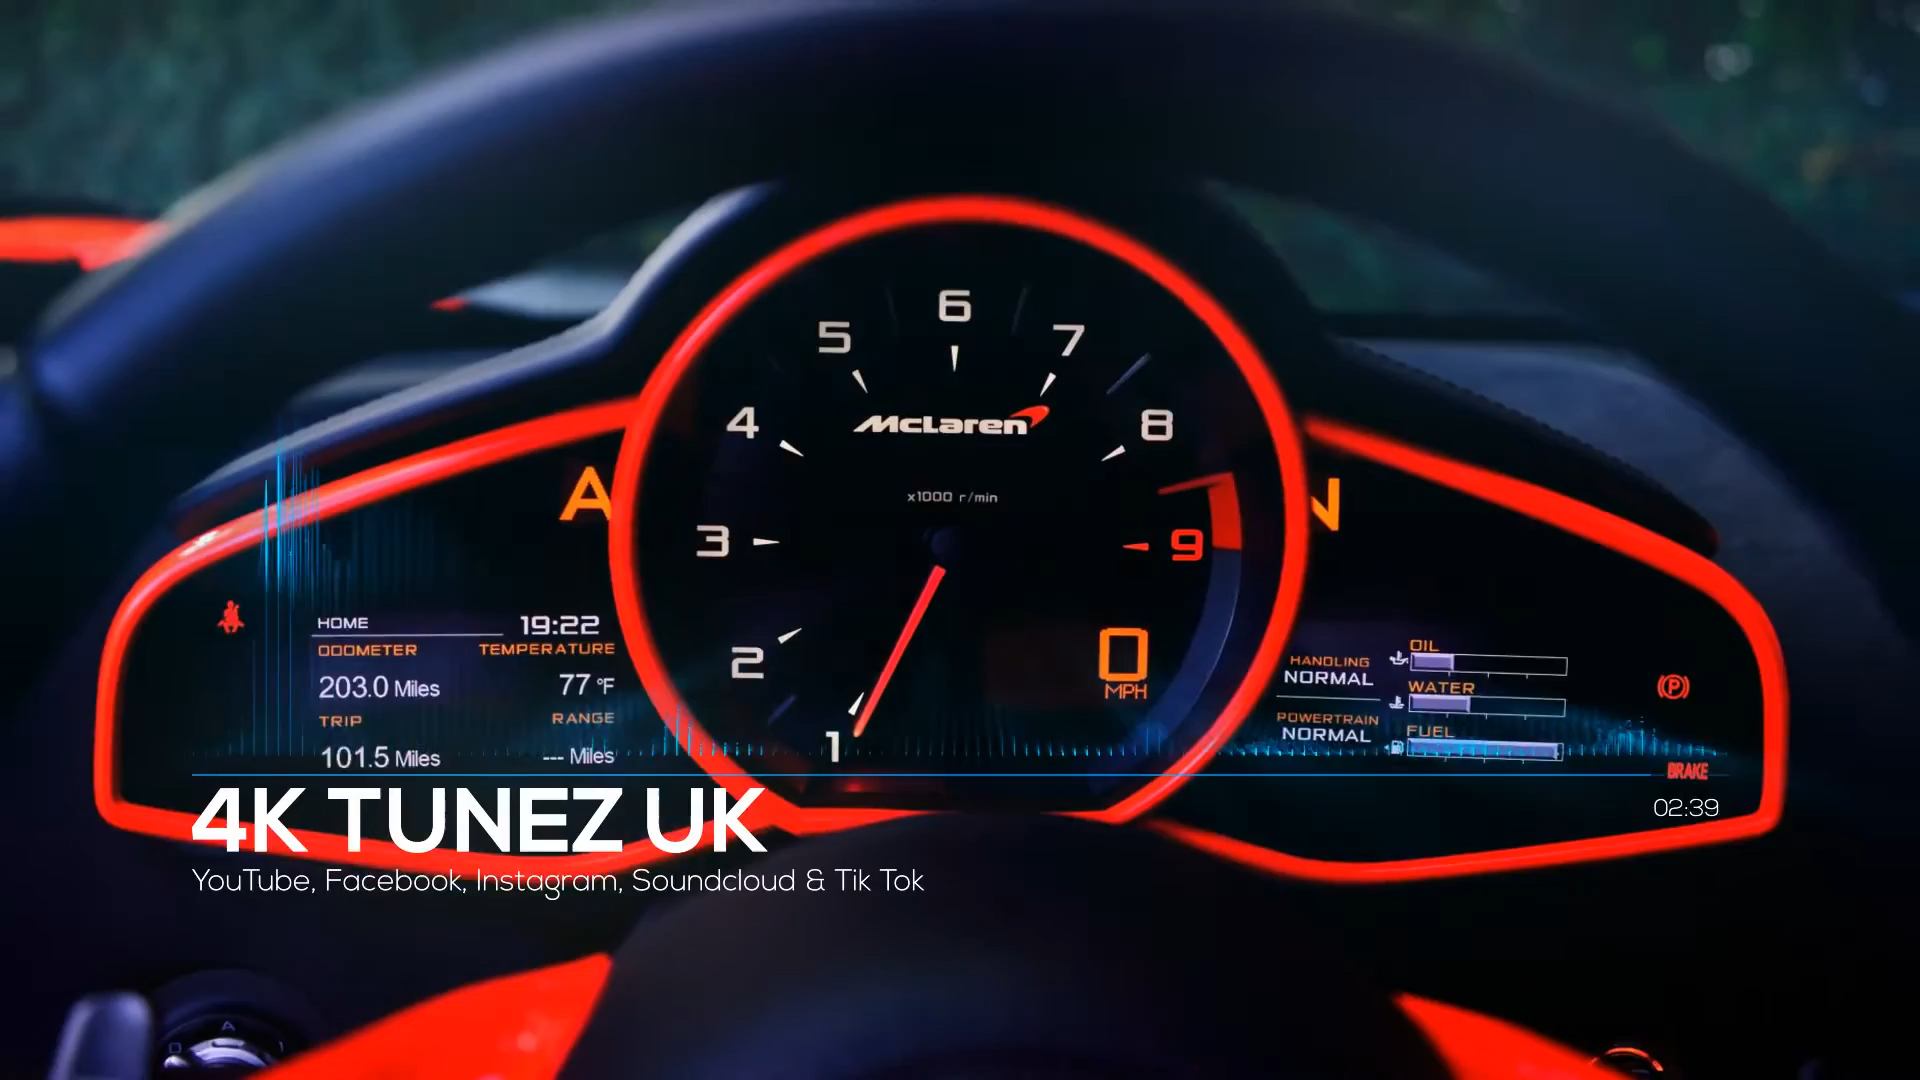 6
5
7
4
McLaren
8
A
x1000 r/min
N
3
9
HOME 19:22
ODOMETER TEMPERATURE
203.0 Miles 77 °F
TRIP RANGE
101.5 Miles --- Miles
2
0
MPH
1
HANDLING
NORMAL
POWERTRAIN
NORMAL
OIL
WATER
FUEL
P
BRAKE
02:39
4K TUNEZ UK
YouTube, Facebook, Instagram, Soundcloud & Tik Tok
A